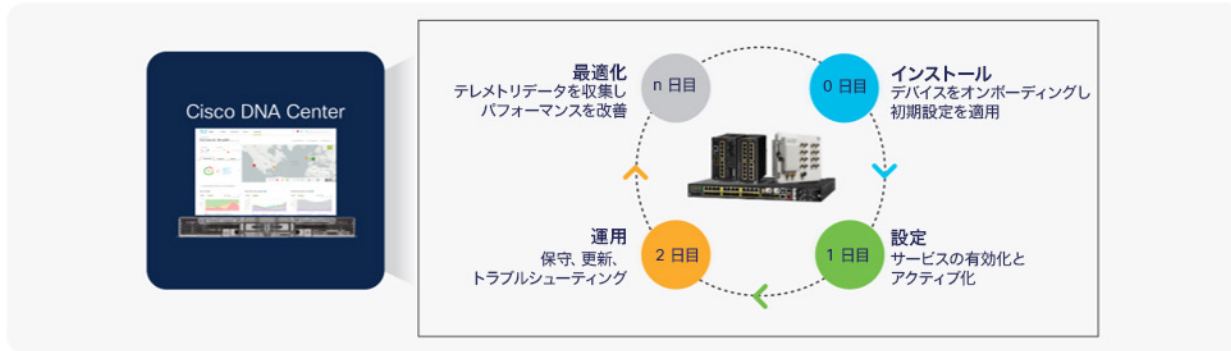 Cisco DNA Center
最適化
テレメトリデータを収集し
パフォーマンスを改善
n 日目
0 日目
インストール
デバイスをオンボーディングし
初期設定を適用
運用
保守、更新、
トラブルシューティング
2 日目
1 日目
設定
サービスの有効化と
アクティブ化